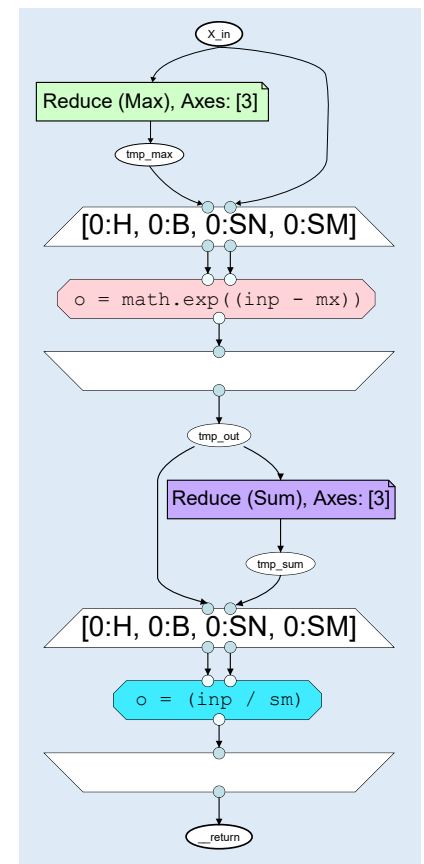 X_in
Reduce (Max), Axes: [3]
tmp_max
[0:H, 0:B, 0:SN, 0:SM]
o = math.exp((inp - mx))
tmp_out
Reduce (Sum), Axes: [3]
tmp_sum
[0:H, 0:B, 0:SN, 0:SM]
o = (inp / sm)
__return